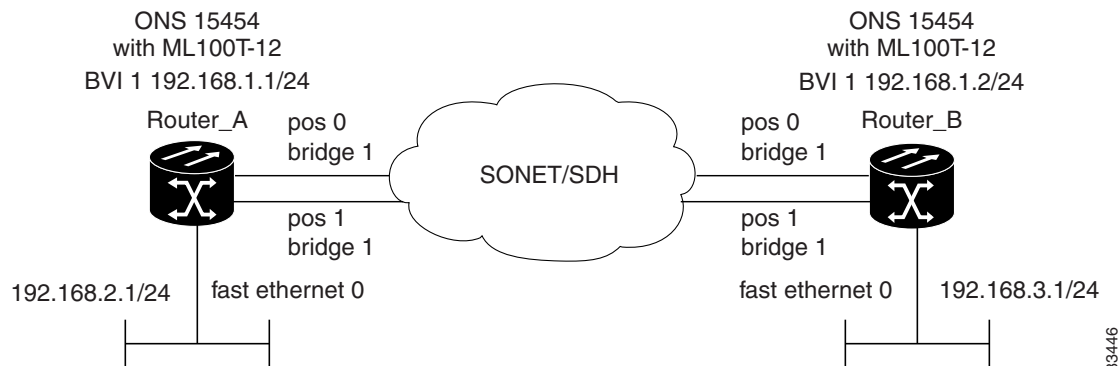 ONS 15454
with ML100T-12
BVI 1 192.168.1.1/24
Router_A
pos 0
bridge 1
pos 1
bridge 1
192.168.2.1/24
fast ethernet 0
SONET/SDH
ONS 15454
with ML100T-12
BVI 1 192.168.1.2/24
pos 0
bridge 1
Router_B
pos 1
bridge 1
fast ethernet 0
192.168.3.1/24